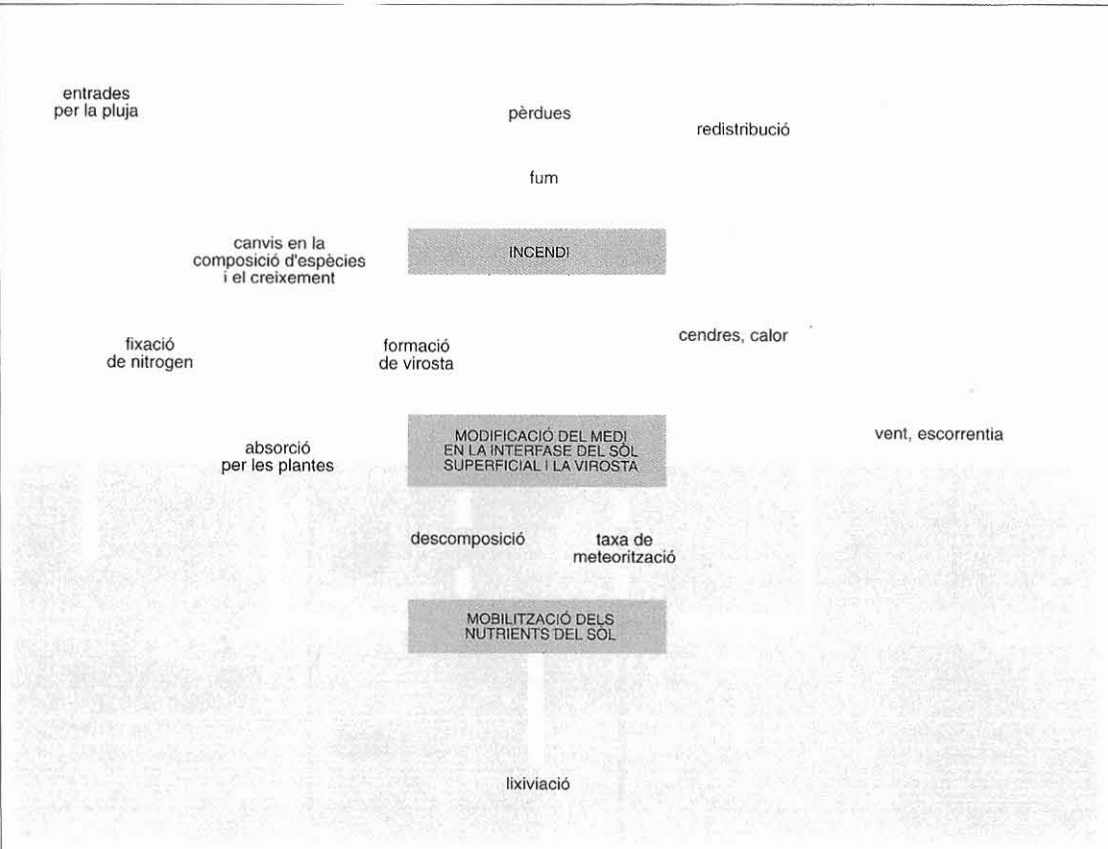 entrades
per la pluja
pèrdues
redistribució
fum
canvis en la
composició d'espècies
i el creixement
INCENDI
fixació
de nitrogen
formació
de virosta
cendres, calor
absorció
per les plantes
MODIFICACIÓ DEL MEDI
EN LA INTERFASE DEL SÒL
SUPERFICIAL I LA VIROSTA
vent, escorrentia
descomposició
taxa de
meteorització
MOBILITZACIÓ DELS
NUTRIENTS DEL SÒL
lixiviació